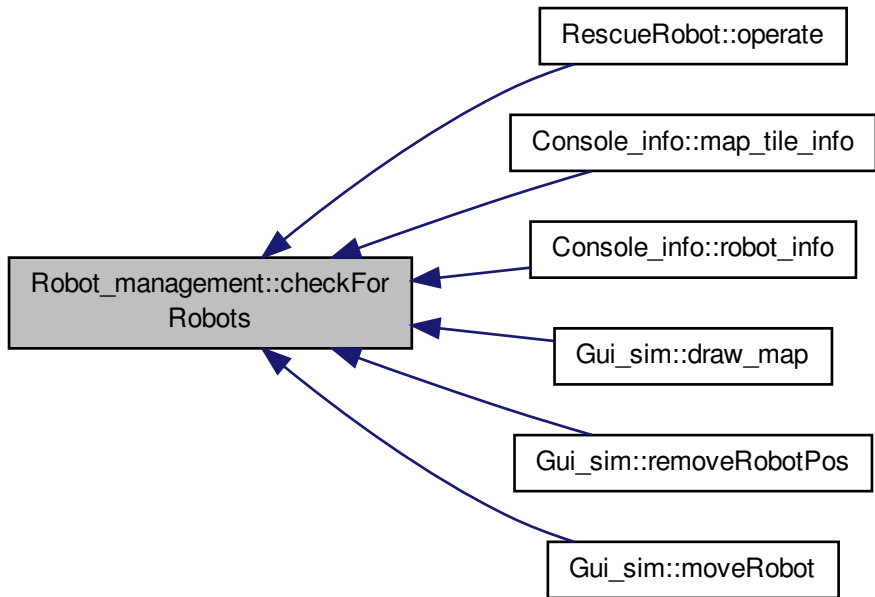 RescueRobot::operate
Console_info::map_tile_info
Console_info::robot_info
Robot_management::checkFor
Robots
Gui_sim::draw_map
Gui_sim::removeRobotPos
Gui_sim::moveRobot